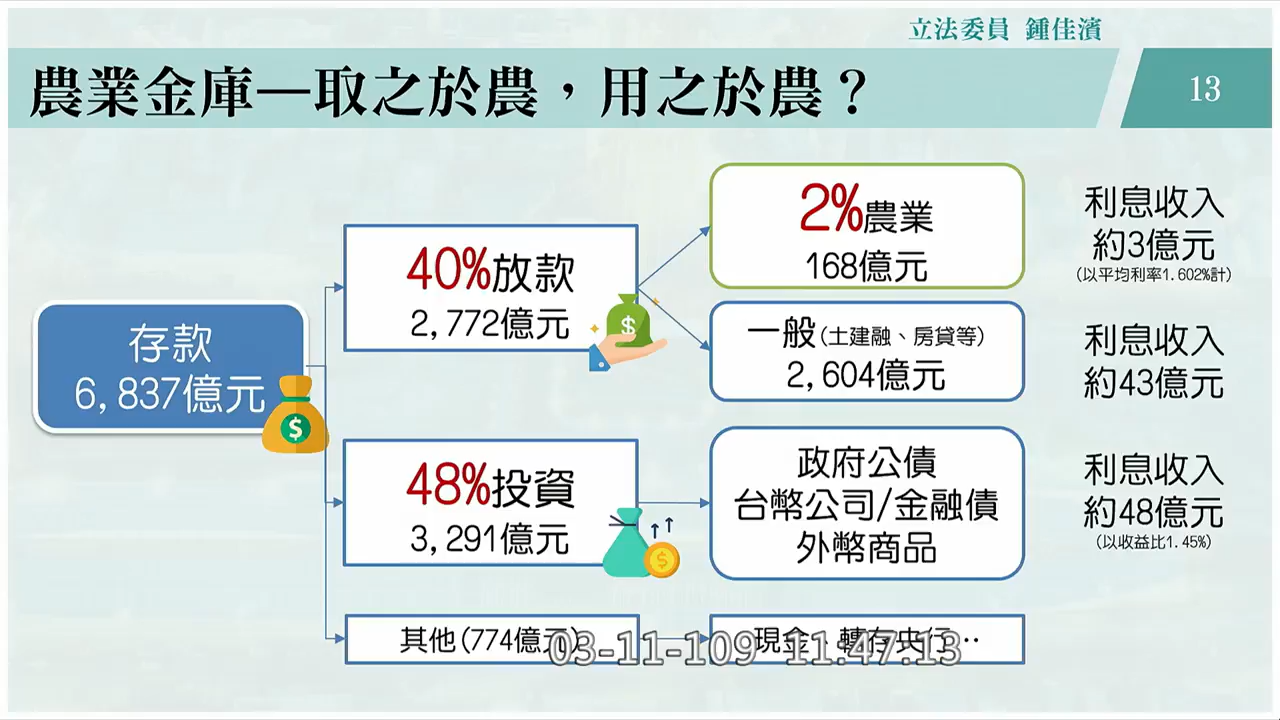 立法委員 鍾佳濱
農業金庫—取之於農，用之於農？
13
存款
6,837億元
40%放款
2,772億元
2%農業
168億元
利息收入
約3億元
(以平均利率1.602%計)
一般(土建融、房貸等)
2,604億元
利息收入
約43億元
48%投資
3,291億元
政府公債
台幣公司/金融債
外幣商品
利息收入
約48億元
(以收益比1.45%)
其他(774億元)
現金、轉存央行…
03-11-109 11.47.13